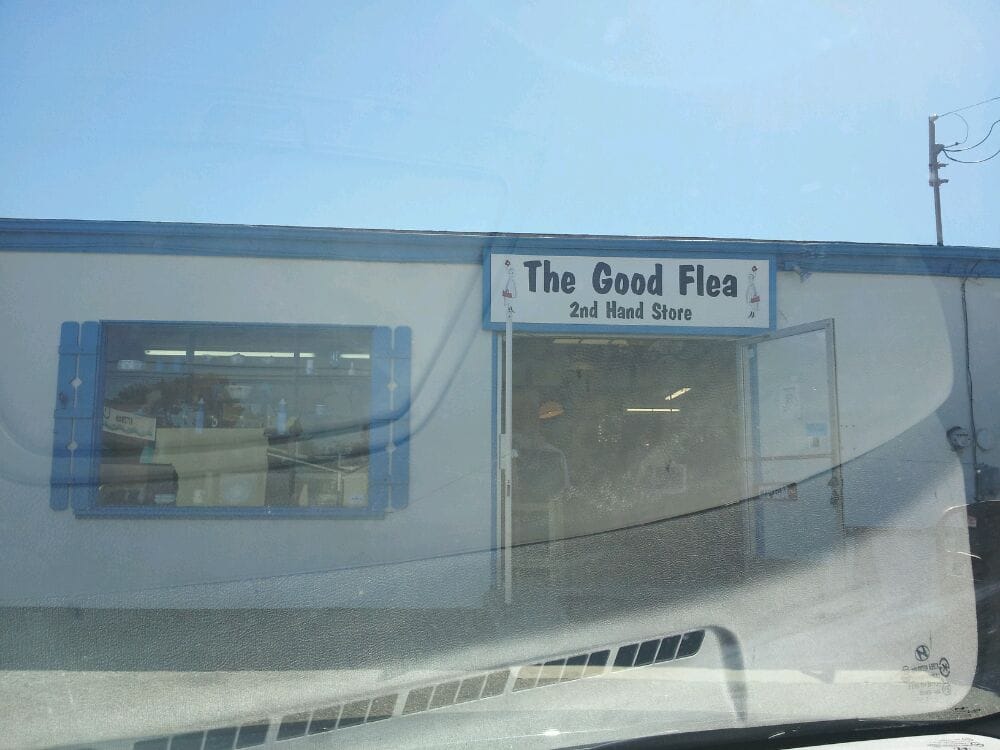 The Good Flea
2nd Hand Store